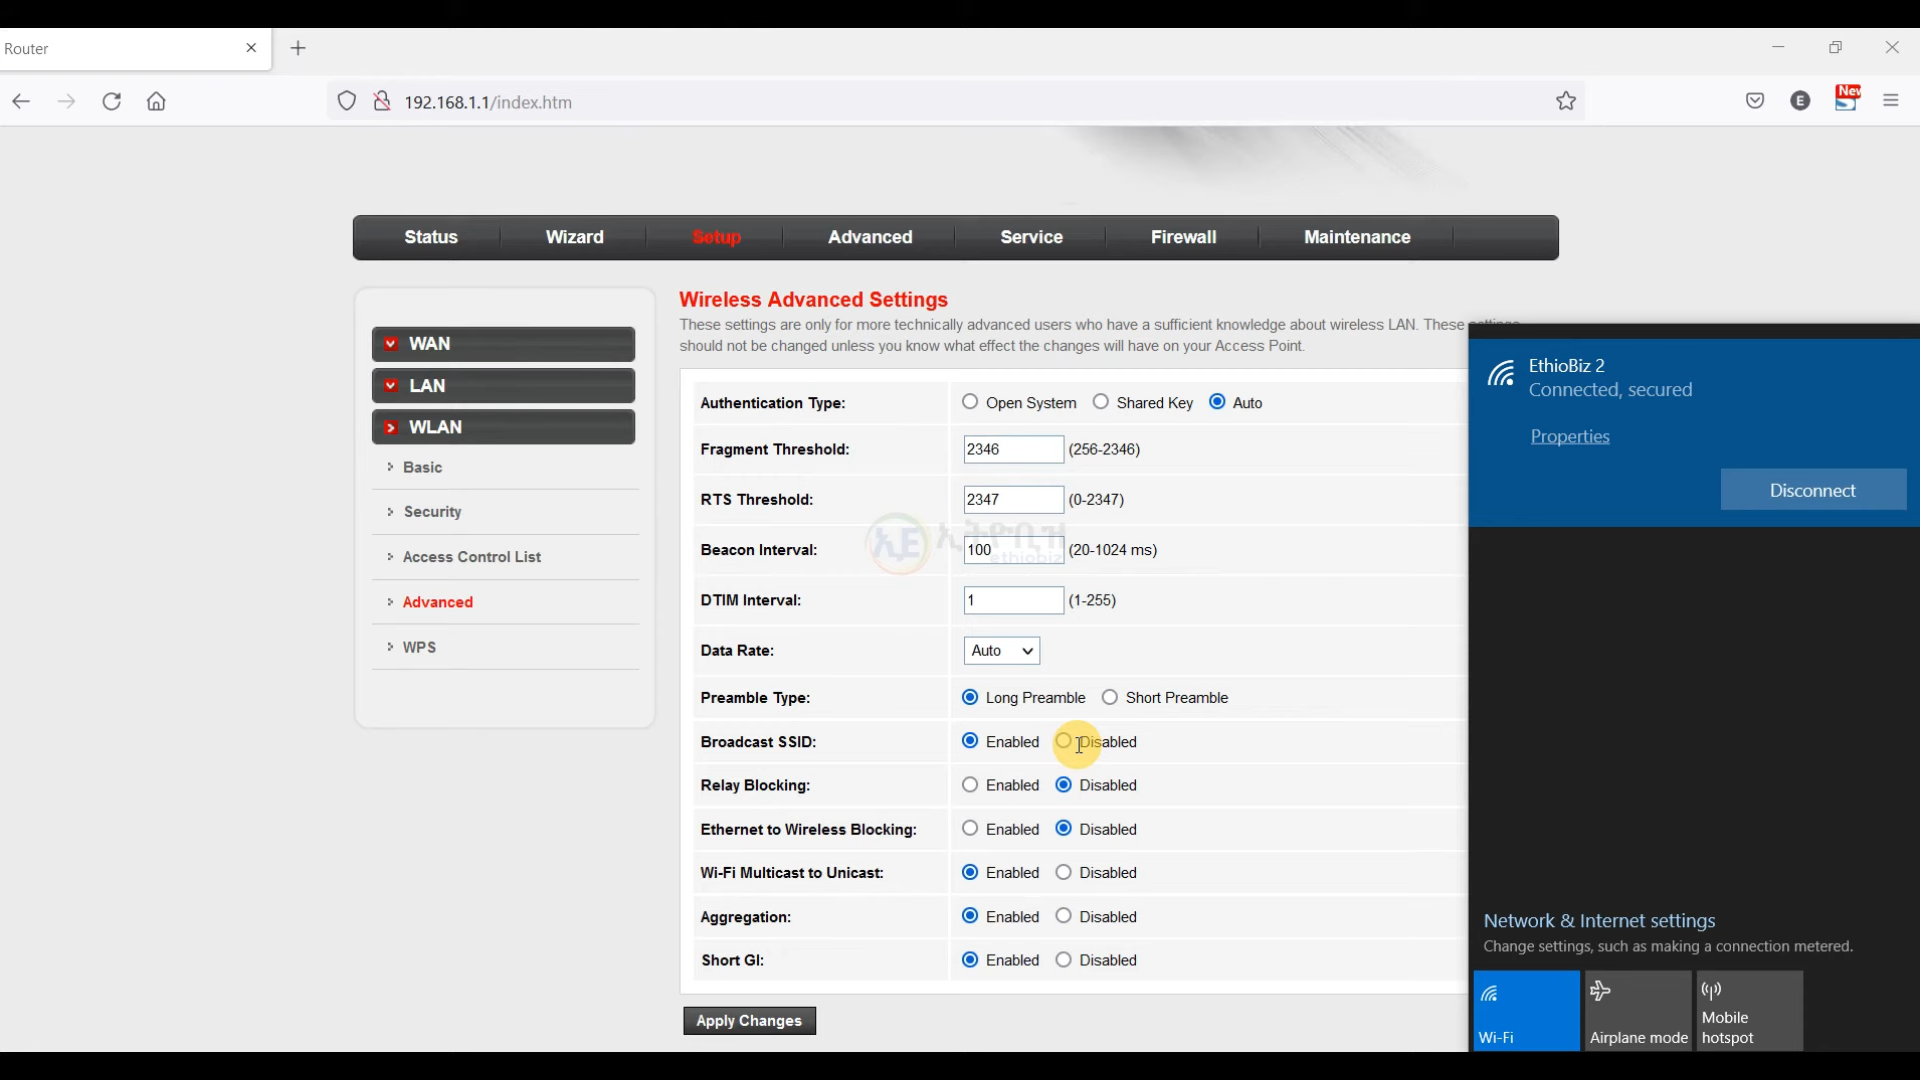 Router
New
192.168.1.1/index.htm
E
Status Wizard Setup Advanced Service Firewall Maintenance
Wireless Advanced Settings
These settings are only for more technically advanced users who have a sufficient knowledge about wireless LAN. These settings
should not be changed unless you know what effect the changes will have on your Access Point.
WAN
LAN
WLAN
Basic
Security
Access Control List
Advanced
WPS
Authentication Type: Open System Shared Key Auto
Fragment Threshold: 2346 (256-2346)
RTS Threshold: 2347 (0-2347)
አE ኢትዮቢዝ
ethiobiz
Beacon Interval: 100 (20-1024 ms)
DTIM Interval: 1 (1-255)
Data Rate: Auto
Preamble Type: Long Preamble Short Preamble
Broadcast SSID: Enabled Disabled
Relay Blocking: Enabled Disabled
Ethernet to Wireless Blocking: Enabled Disabled
Wi-Fi Multicast to Unicast: Enabled Disabled
Aggregation: Enabled Disabled
Short GI: Enabled Disabled
Apply Changes
EthioBiz 2
Connected, secured
Properties
Disconnect
Network & Internet settings
Change settings, such as making a connection metered.
Wi-Fi
Airplane mode
Mobile
hotspot